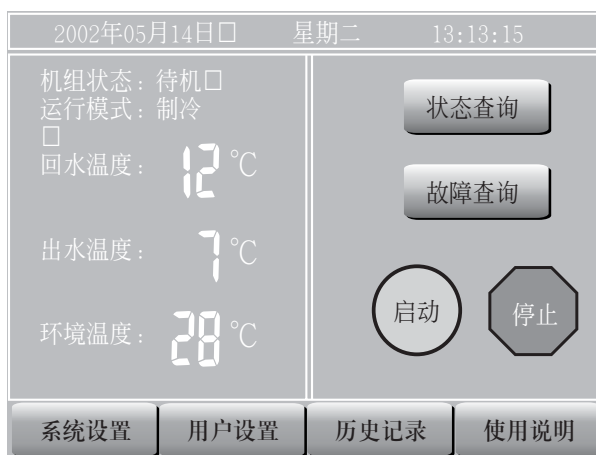 2002年05月14日□ 星期二 13:13:15
机组状态：待机□
运行模式：制冷
□
回水温度： 12℃
出水温度： 7℃
环境温度： 28℃
状态查询
故障查询
启动 停止
系统设置 用户设置 历史记录 使用说明